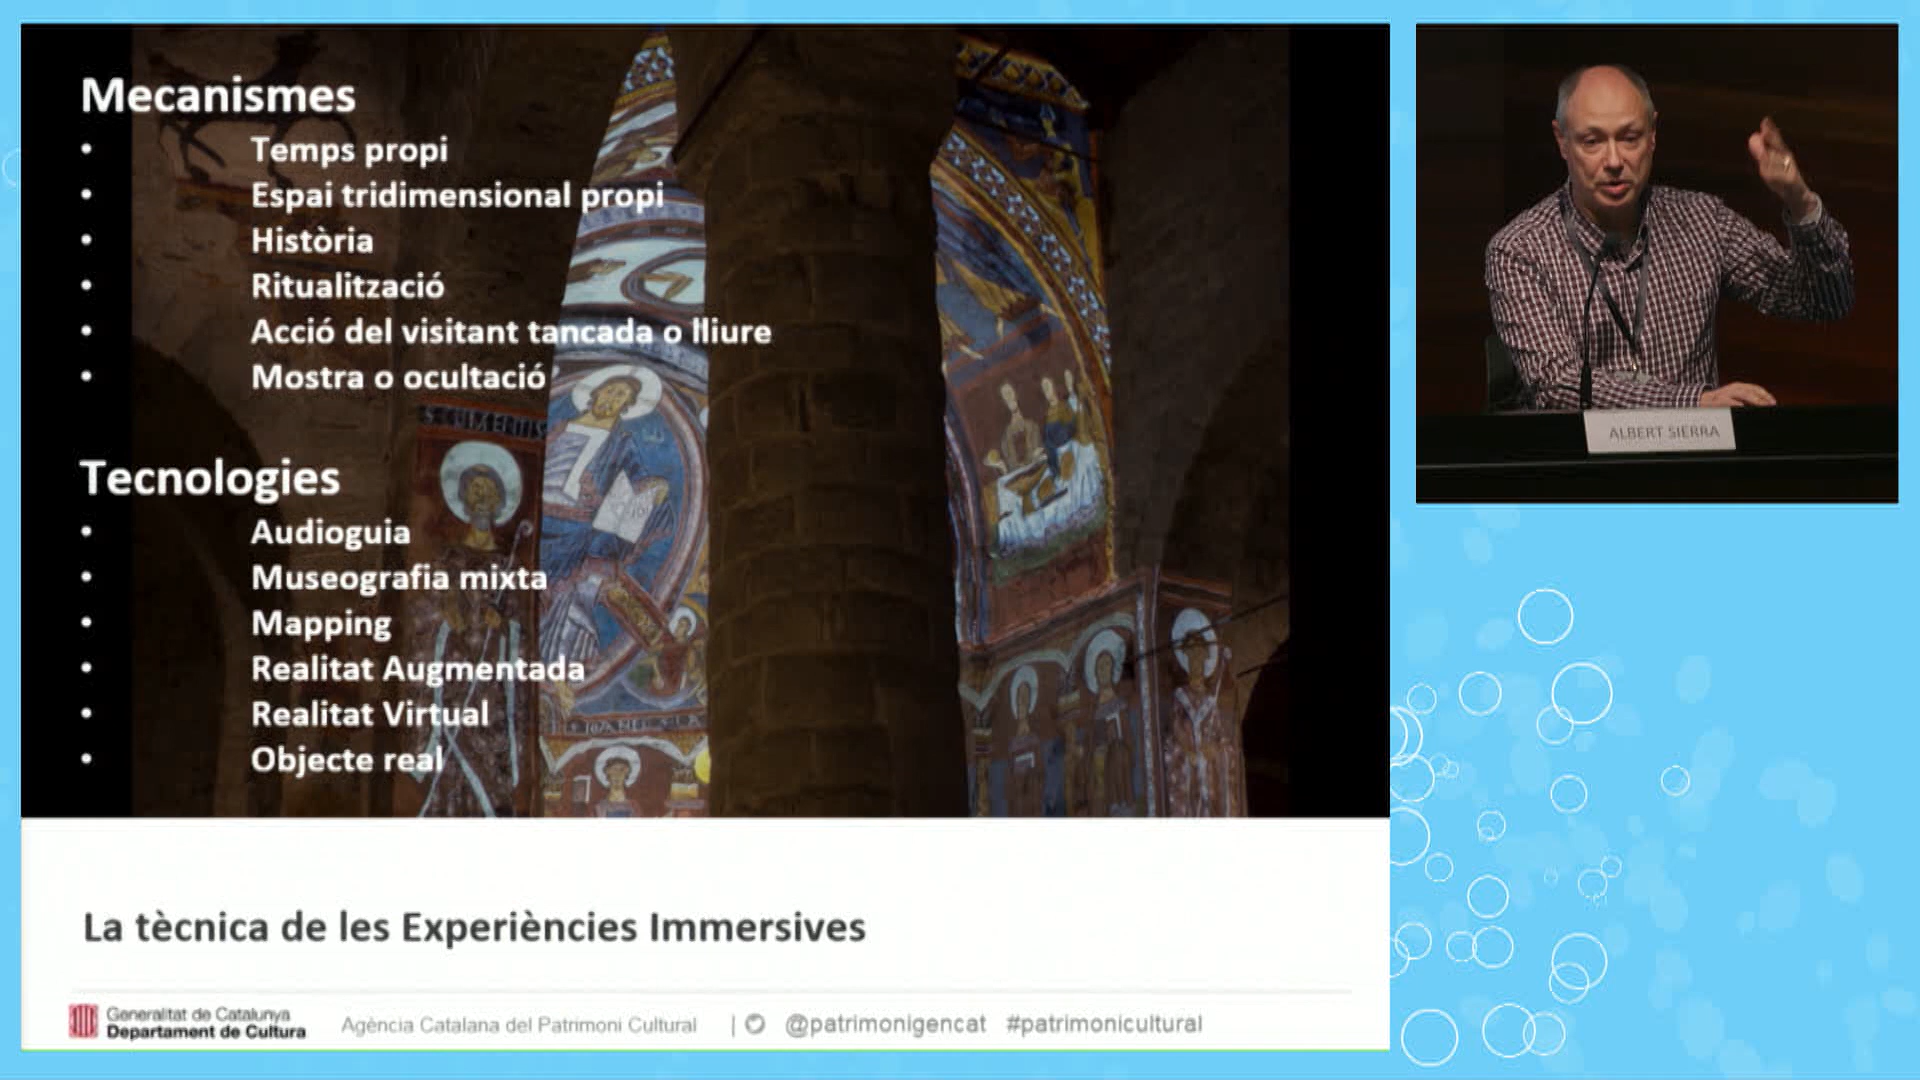 Mecanismes
• Temps propi
• Espai tridimensional propi
• Història
• Ritualització
• Acció del visitant tancada o lliure
• Mostra o ocultació
Tecnologies
• Audioguia
• Museografia mixta
• Mapping
• Realitat Augmentada
• Realitat Virtual
• Objecte real
La tècnica de les Experiències Immersives
Generalitat de Catalunya
Departament de Cultura
Agència Catalana del Patrimoni Cultural | @patrimonigencat #patrimonicultural
ALBERT SIERRA